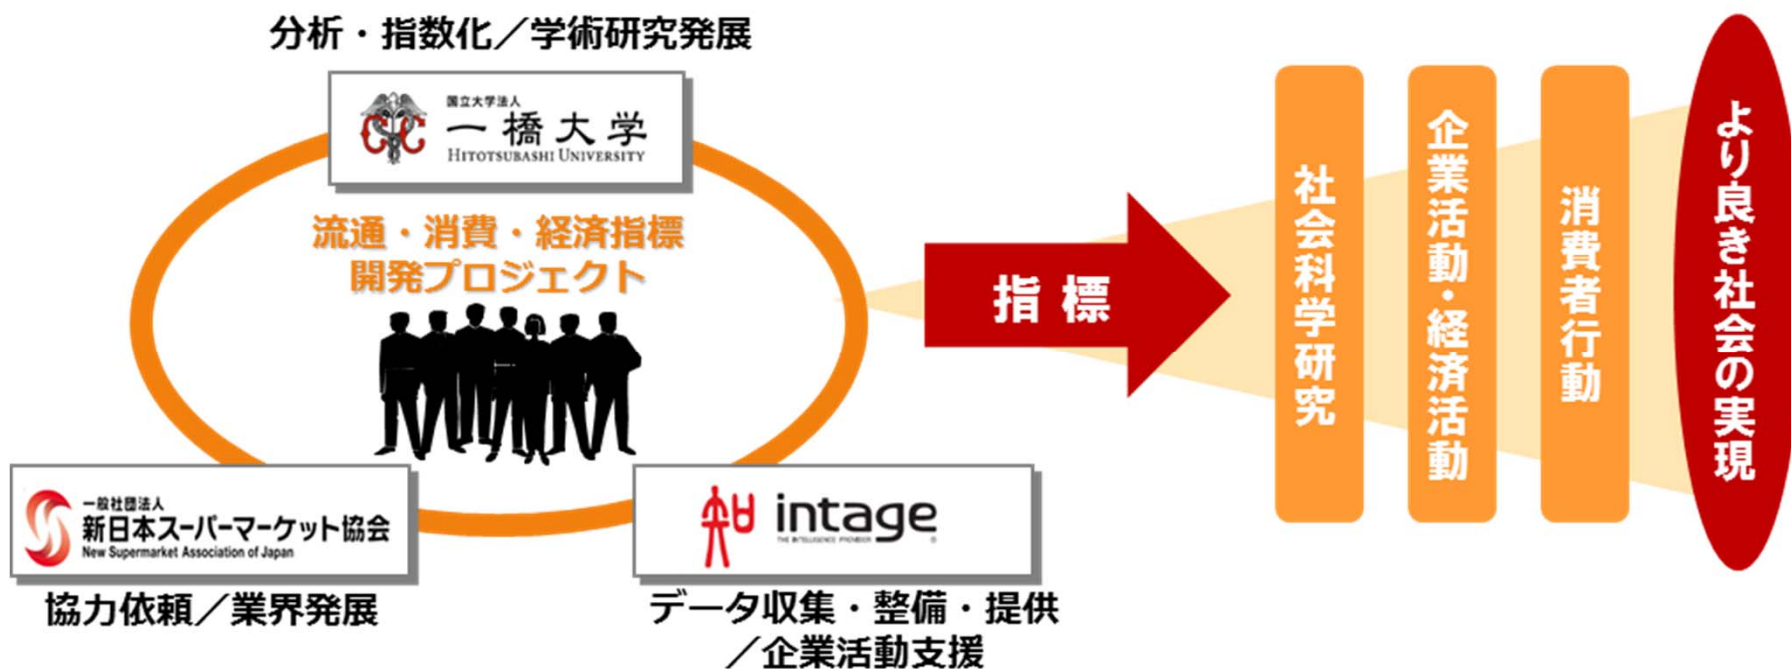 分析・指数化／学術研究発展
国立大学法人
一橋大学
HITOTSUBASHI UNIVERSITY
流通・消費・経済指標
開発プロジェクト
一般社団法人
新日本スーパーマーケット協会
New Supermarket Association of Japan
協力依頼／業界発展
intage
THE INTELLIGENCE PROVIDER
データ収集・整備・提供
／企業活動支援
指標
社会科学研究
企業活動・経済活動
消費者行動
より良き社会の実現